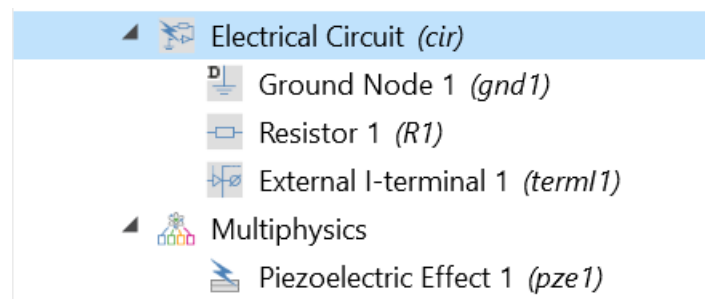 Electrical Circuit (cir)
D
Ground Node 1 (gnd1)
Resistor 1 (R1)
External I-terminal 1 (termI1)
Multiphysics
Piezoelectric Effect 1 (pze1)